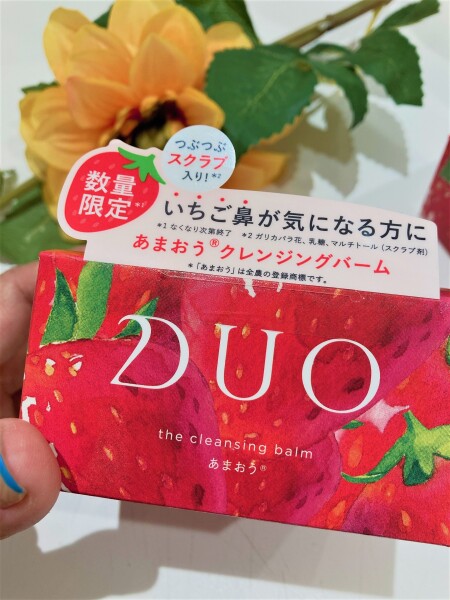 つぶつぶ
スクラブ
入り!*2
数量
限定*1
いちご鼻が気になる方に
*1 なくなり次第終了 *2 ガリカバラ花、乳糖、マルチトール (スクラブ剤)
あまおう®クレンジングバーム
*「あまおう」は全農の登録商標です。
DUO
the cleansing balm
あまおう®